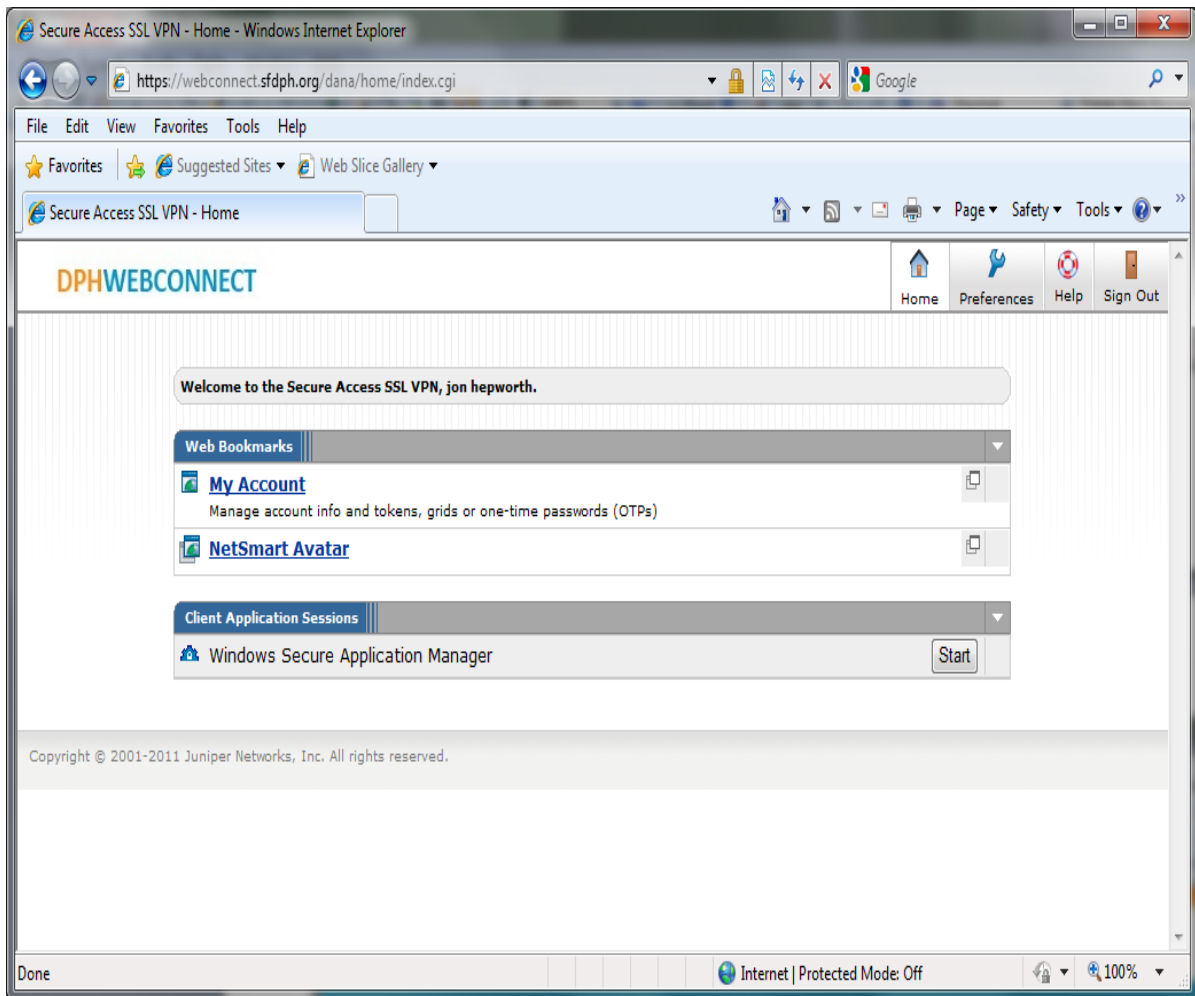 Secure Access SSL VPN - Home - Windows Internet Explorer
https://webconnect.sfdph.org/dana/home/index.cgi
Google
File Edit View Favorites Tools Help
Favorites Suggested Sites Web Slice Gallery
Secure Access SSL VPN - Home
Page Safety Tools
DPHWEBCONNECT
Home Preferences Help Sign Out
Welcome to the Secure Access SSL VPN, jon hepworth.
Web Bookmarks
My Account
Manage account info and tokens, grids or one-time passwords (OTPs)
NetSmart Avatar
Client Application Sessions
Windows Secure Application Manager Start
Copyright © 2001-2011 Juniper Networks, Inc. All rights reserved.
Done Internet | Protected Mode: Off 100%